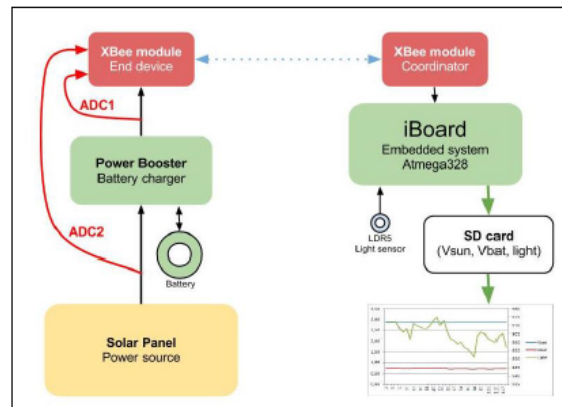 XBee module
End device
XBee module
Coordinator
ADC1
iBoard
Embedded system
Atmega328
Power Booster
Battery charger
ADC2
LDR5
Light sensor
SD card
(Vsun, Vbat, light)
Battery
Solar Panel
Power source